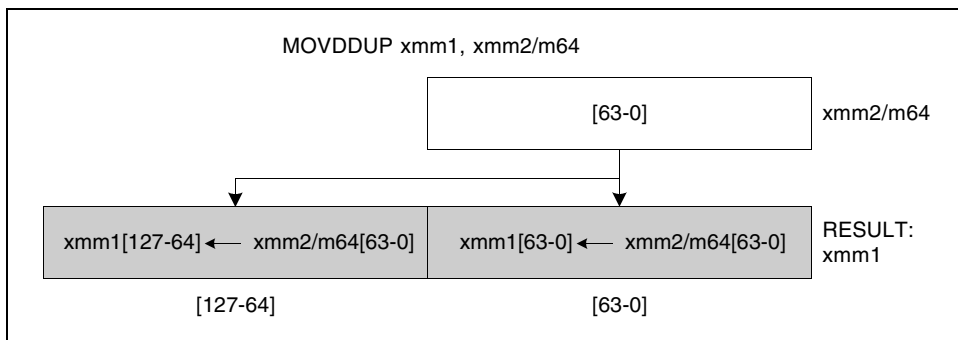 MOVDDUP xmm1, xmm2/m64
[63-0]
xmm2/m64
xmm1[127-64] ← xmm2/m64[63-0]
xmm1[63-0] ← xmm2/m64[63-0]
RESULT:
xmm1
[127-64]
[63-0]